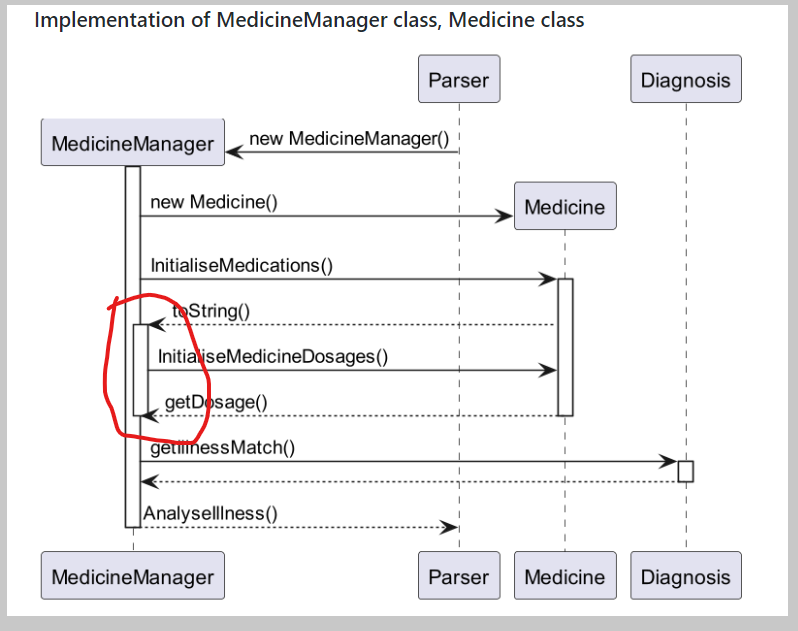 Implementation of MedicineManager class, Medicine class
Parser
Diagnosis
MedicineManager
new MedicineManager()
new Medicine()
Medicine
InitialiseMedications()
toString()
InitialiseMedicineDosages()
getDosage()
getIllnessMatch()
AnalyseIllness()
MedicineManager
Parser
Medicine
Diagnosis